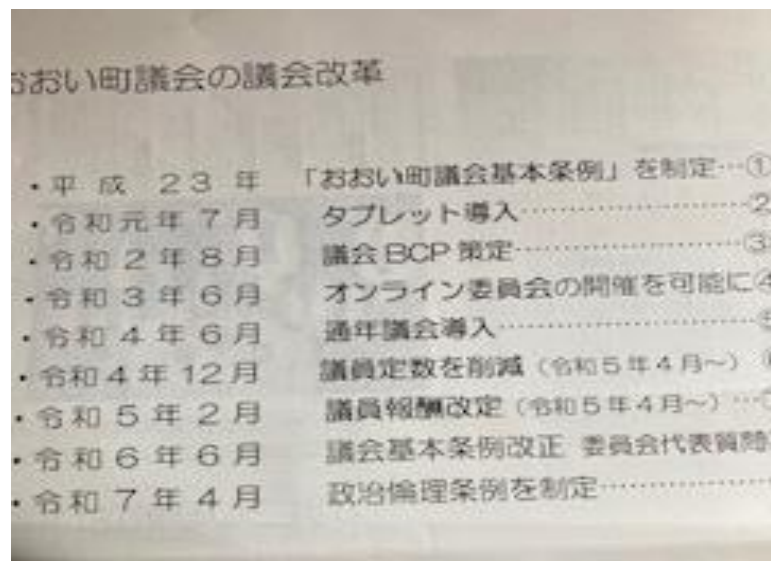 おおい町議会の議会改革
・平成 23 年 「おおい町議会基本条例」を制定…①
・令和元年 7 月 タブレット導入……………………②
・令和 2 年 8 月 議会 BCP 策定……………………③
・令和 3 年 6 月 オンライン委員会の開催を可能に④
・令和 4 年 6 月 通年議会導入………………………⑤
・令和 4 年 12 月 議員定数を削減（令和5年4月〜）
・令和 5 年 2 月 議員報酬改定（令和5年4月〜）…
・令和 6 年 6 月 議会基本条例改正 委員会代表質問
・令和 7 年 4 月 政治倫理条例を制定………………